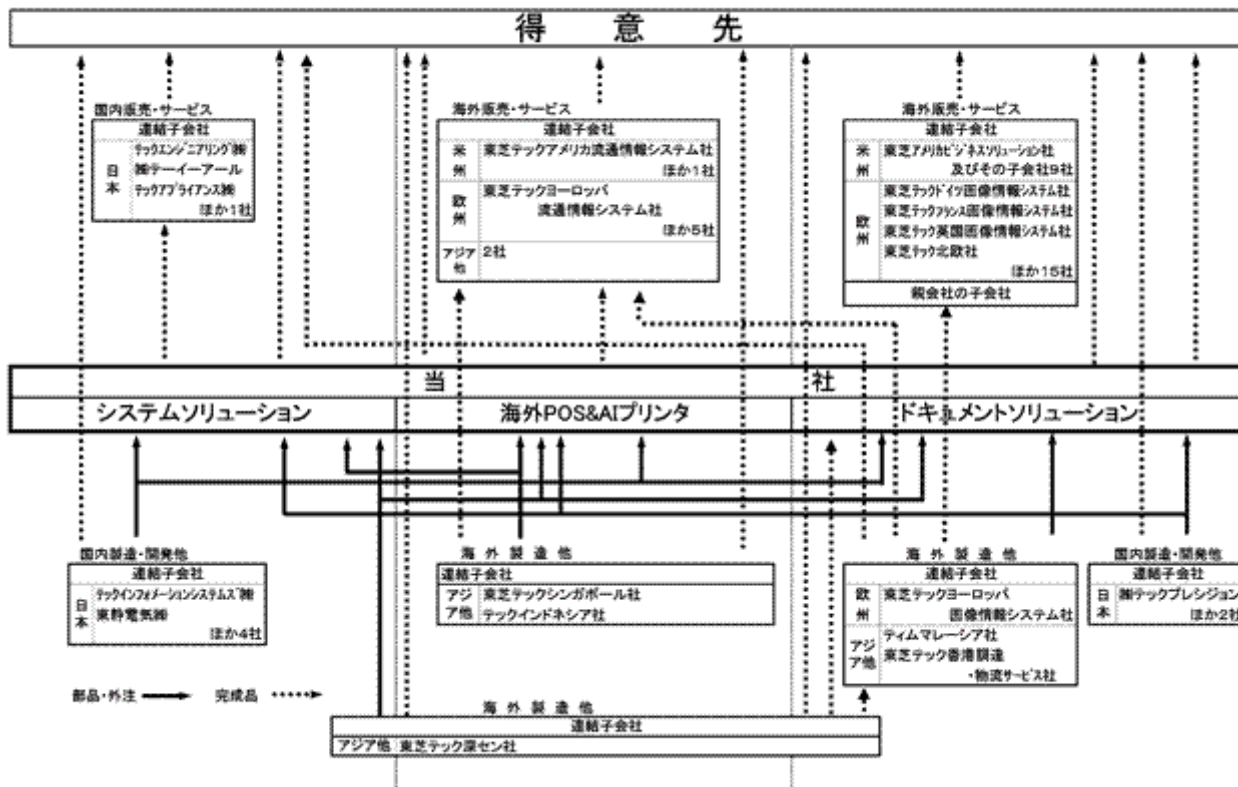 得意先
国内販売・サービス
連結子会社
日本
テックエンジニアリング㈱
㈱テーイーアール
テックアプライアンス㈱
ほか1社
海外販売・サービス
連結子会社
米州
東芝テックアメリカ流通情報システム社
ほか1社
欧州
東芝テックヨーロッパ
流通情報システム社
ほか5社
アジア他
2社
海外販売・サービス
連結子会社
米州
東芝アメリカビジネスソリューション社
及びその子会社9社
欧州
東芝テックドイツ画像情報システム社
東芝テックフランス画像情報システム社
東芝テック英国画像情報システム社
東芝テック北欧社
ほか15社
親会社の子会社
当社
システムソリューション
海外POS&AIプリンタ
ドキュメントソリューション
国内製造・開発他
連結子会社
日本
テックインフォメーションシステムズ㈱
東静電気㈱
ほか4社
海外製造他
連結子会社
アジア他
東芝テックシンガポール社
テックインドネシア社
海外製造他
連結子会社
欧州
東芝テックヨーロッパ
画像情報システム社
アジア他
ティムマレーシア社
東芝テック香港調達
・物流サービス社
国内製造・開発他
連結子会社
日本
㈱テックプレシジョン
ほか2社
部品・外注
完成品
海外製造他
連結子会社
アジア他
東芝テック深セン社